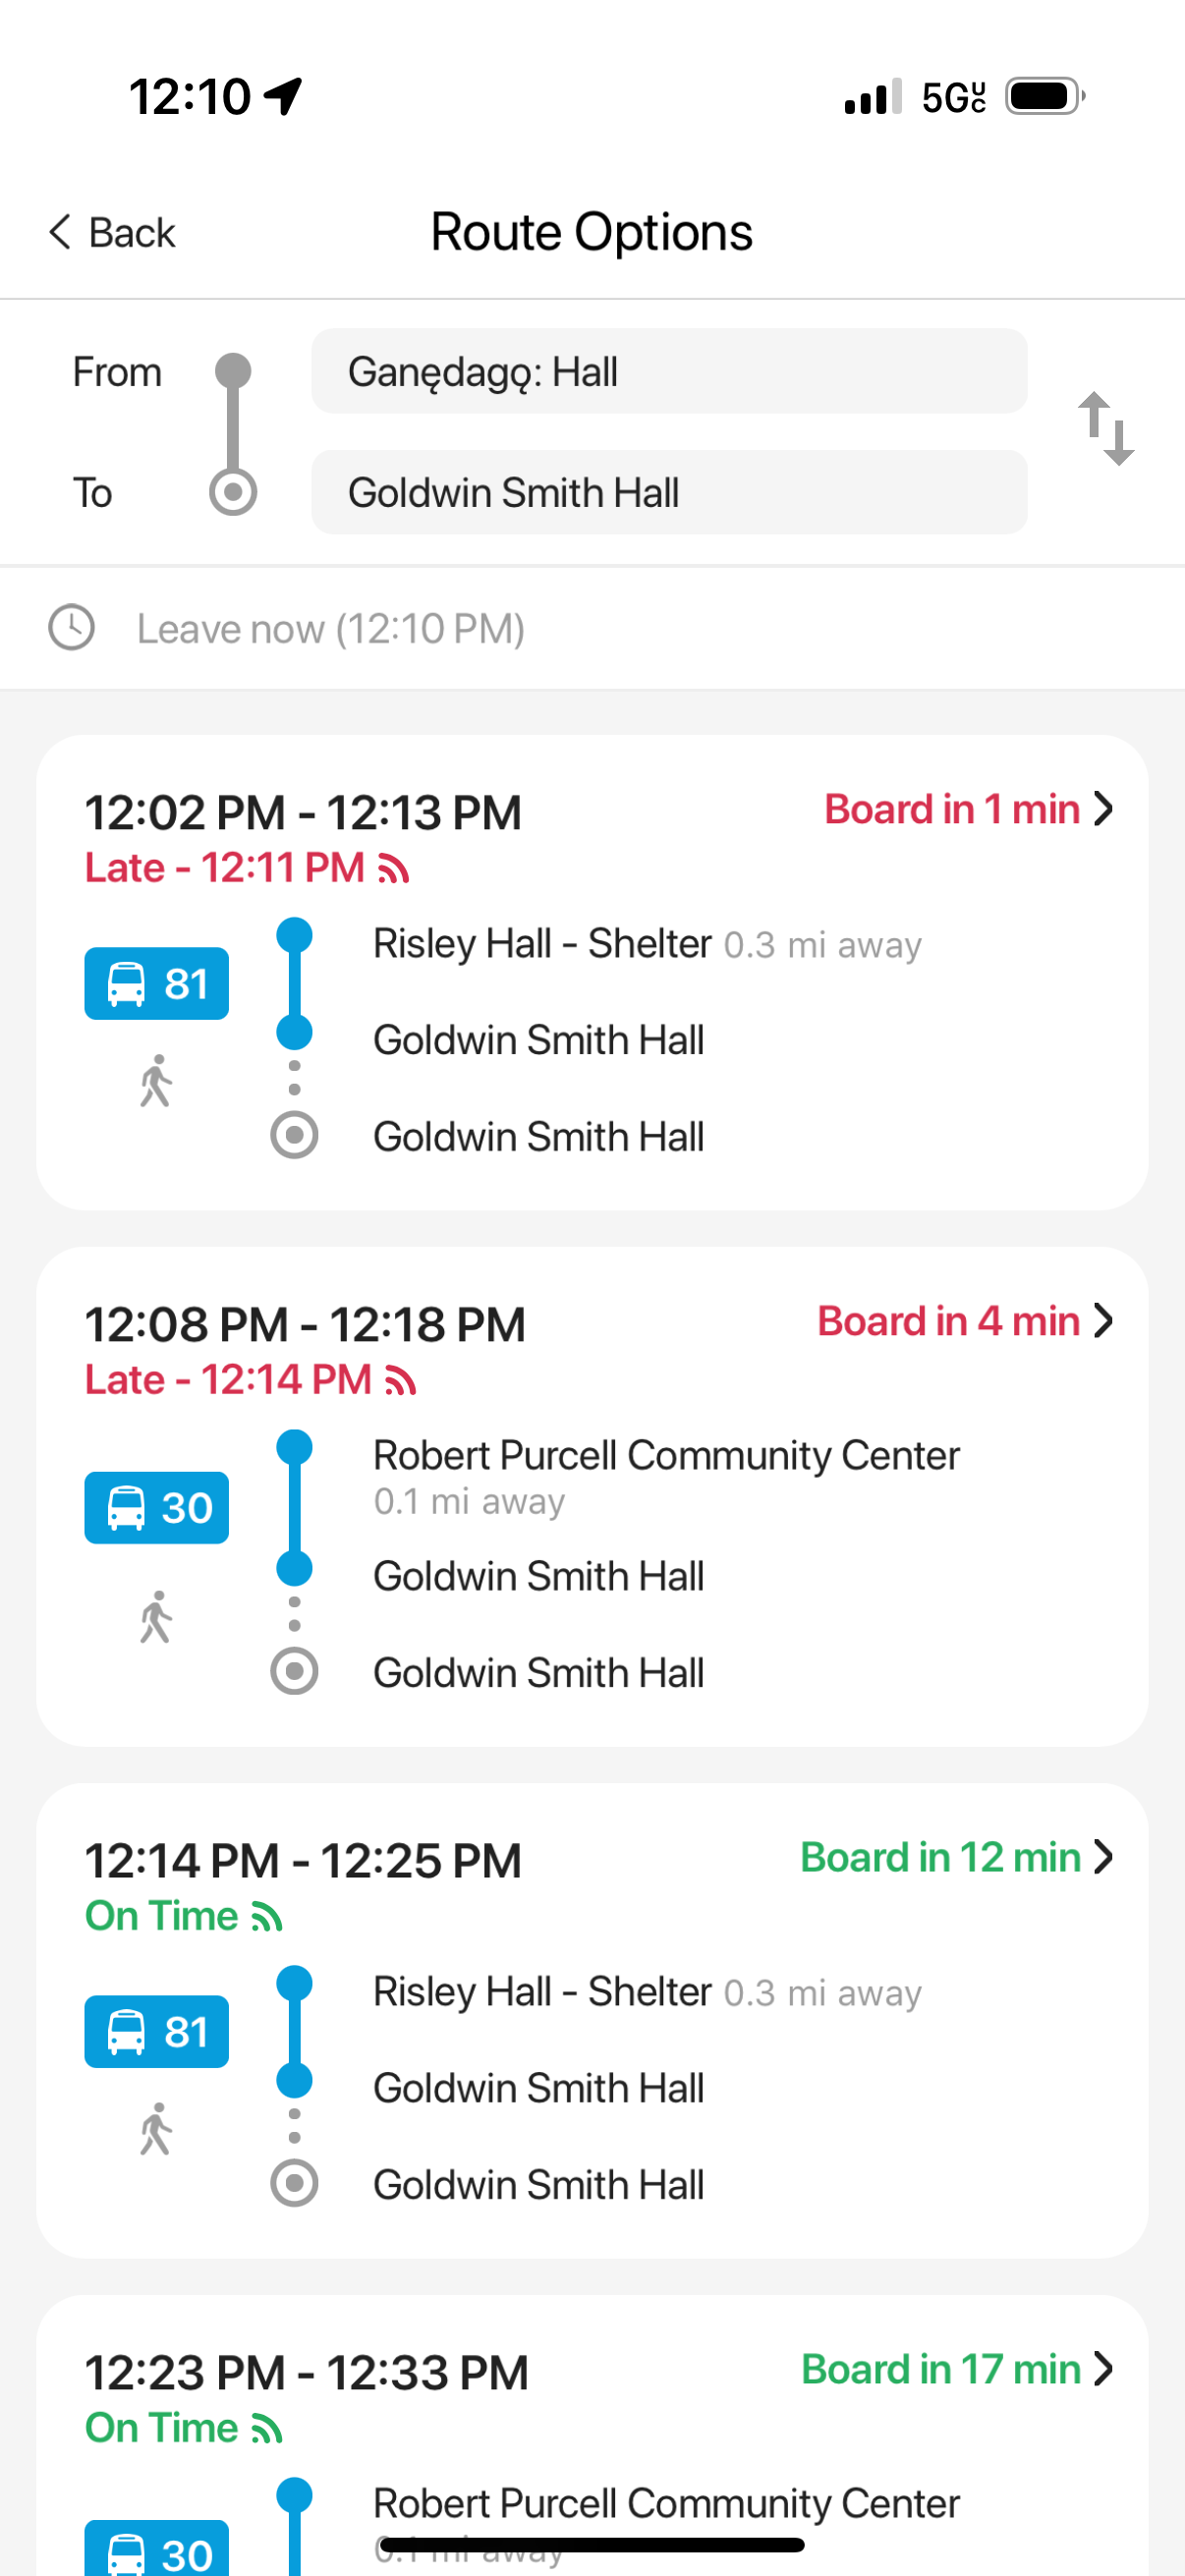 12:10
5GUC
Back
Route Options
From
Ganędagǫ: Hall
To
Goldwin Smith Hall
Leave now (12:10 PM)
12:02 PM - 12:13 PM
Board in 1 min
Late - 12:11 PM
81
Risley Hall - Shelter 0.3 mi away
Goldwin Smith Hall
Goldwin Smith Hall
12:08 PM - 12:18 PM
Board in 4 min
Late - 12:14 PM
30
Robert Purcell Community Center
0.1 mi away
Goldwin Smith Hall
Goldwin Smith Hall
12:14 PM - 12:25 PM
Board in 12 min
On Time
81
Risley Hall - Shelter 0.3 mi away
Goldwin Smith Hall
Goldwin Smith Hall
12:23 PM - 12:33 PM
Board in 17 min
On Time
30
Robert Purcell Community Center
0.1 mi away